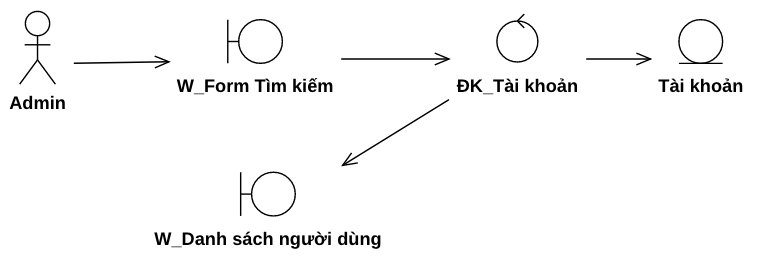 Admin
W_Form Tìm kiếm
ĐK_Tài khoản
Tài khoản
W_Danh sách người dùng